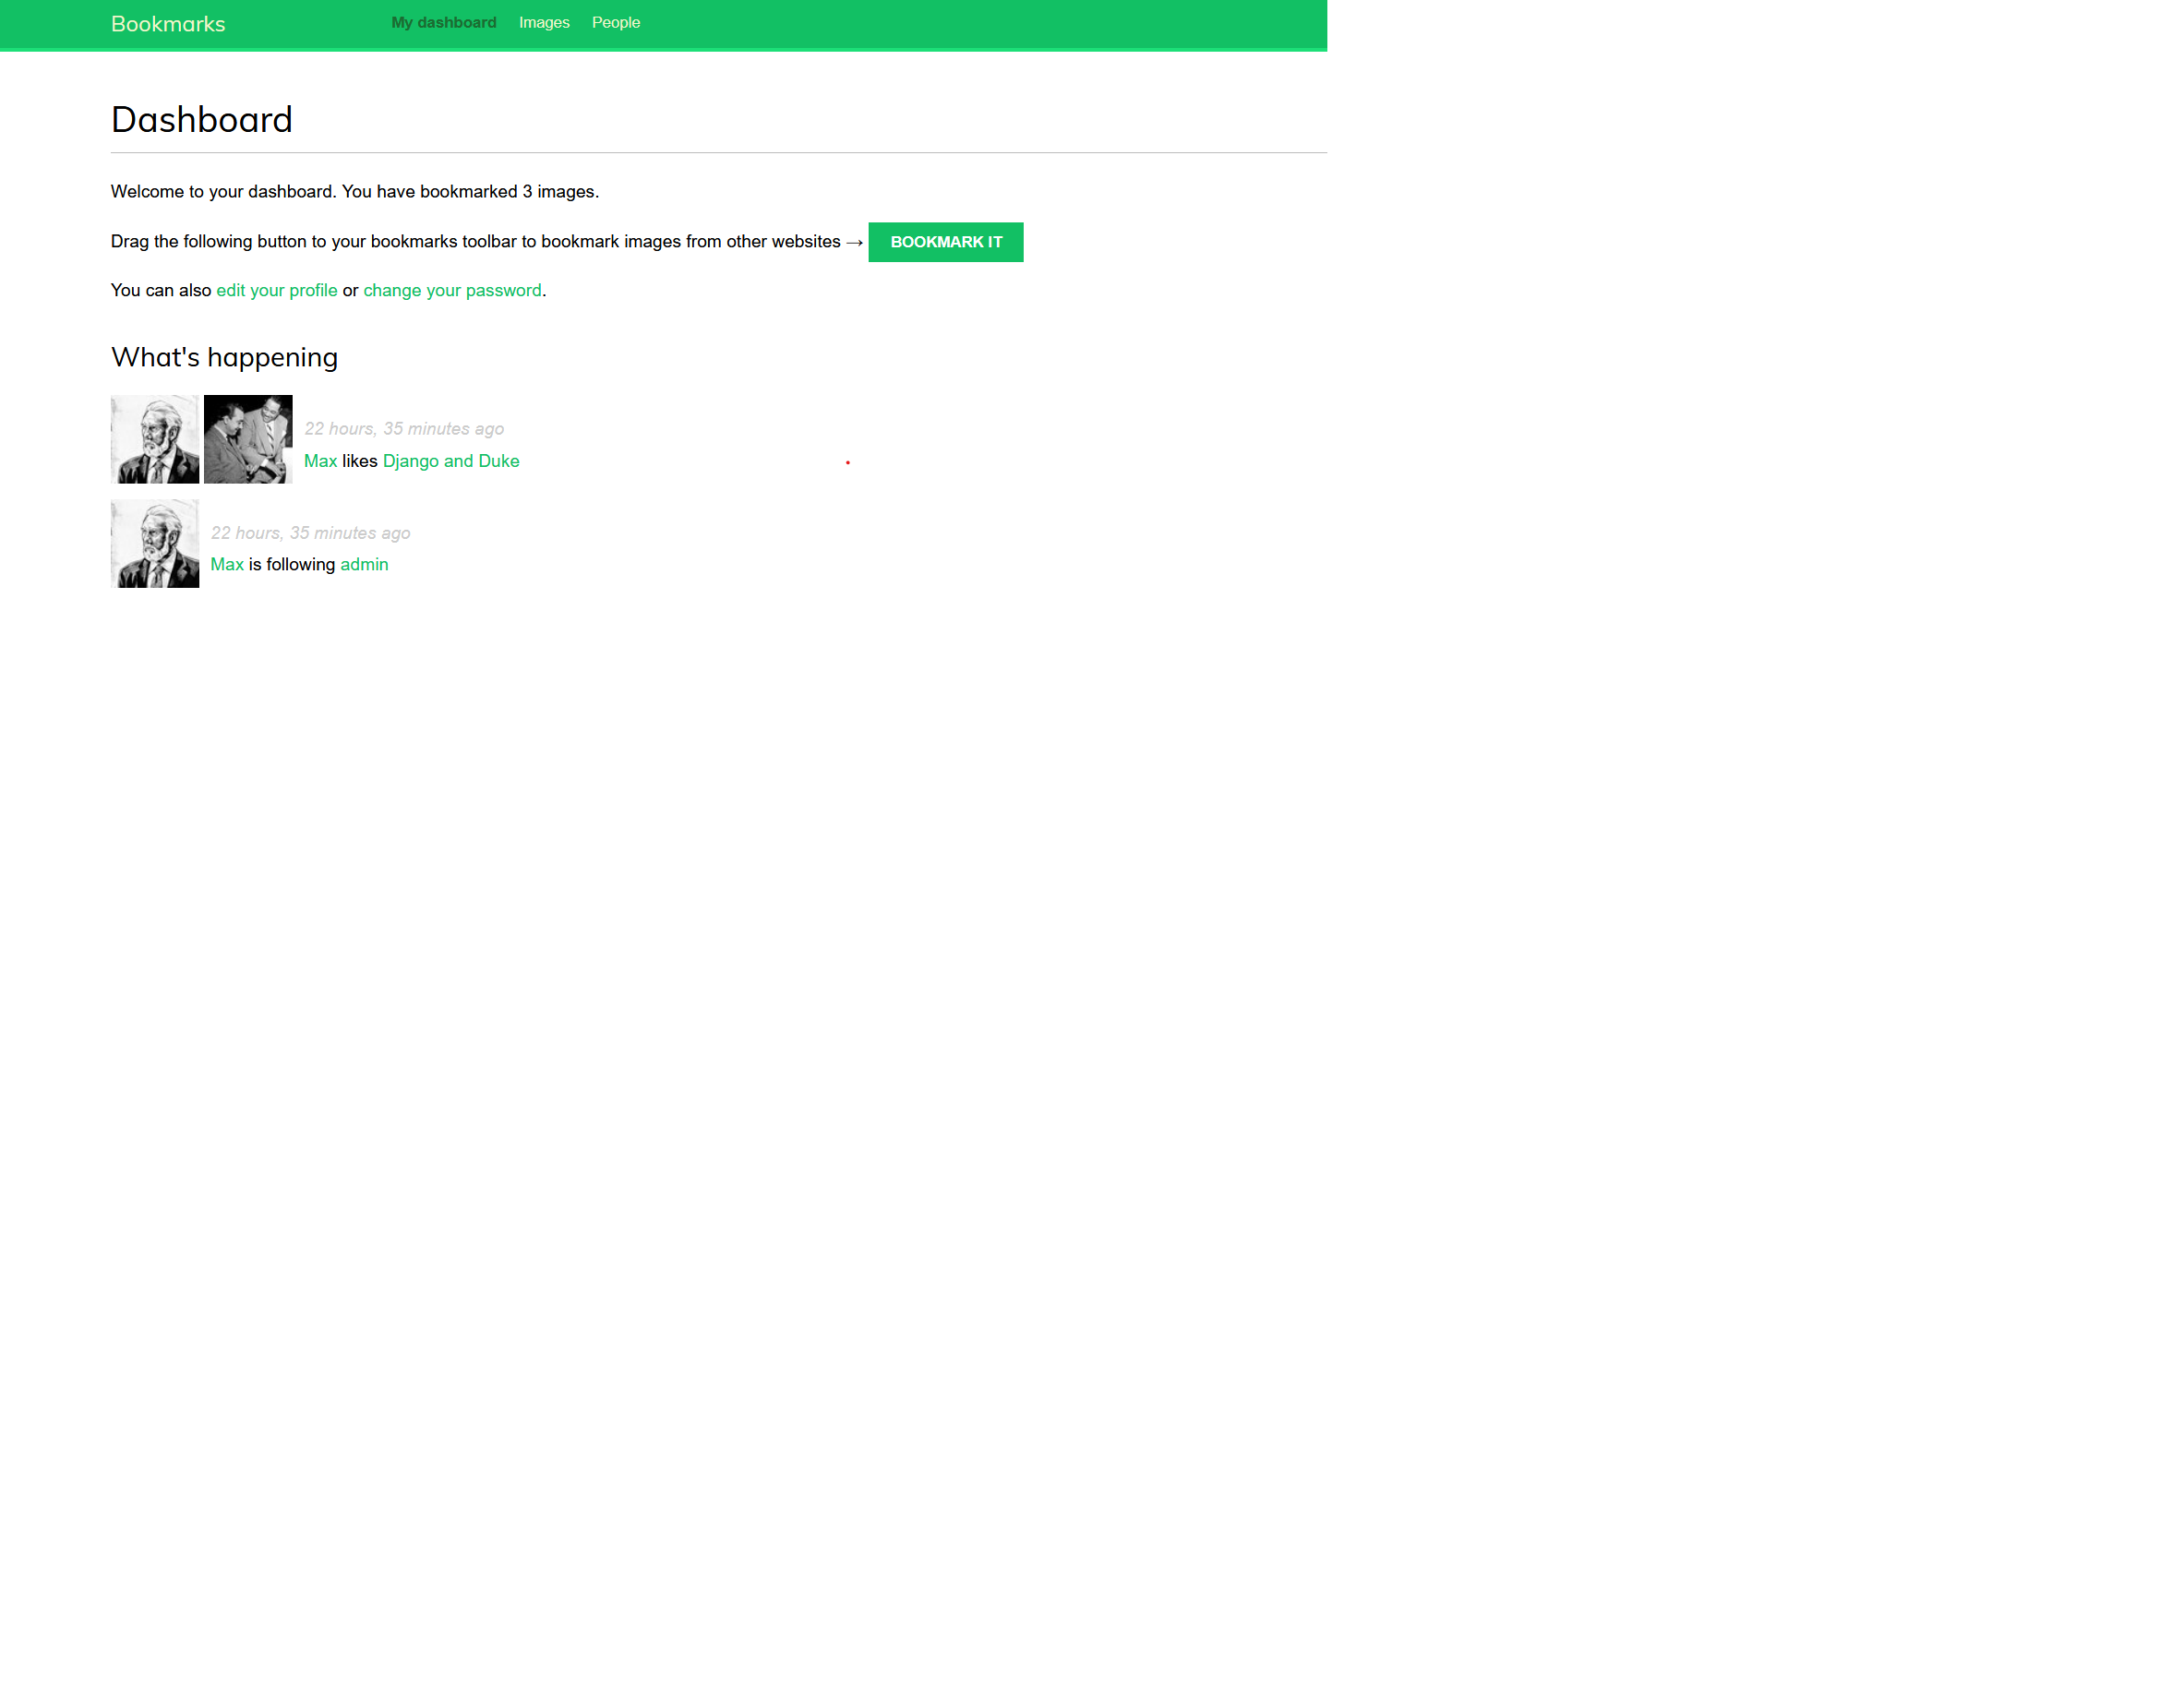 Bookmarks My dashboard Images People
Dashboard
Welcome to your dashboard. You have bookmarked 3 images.
Drag the following button to your bookmarks toolbar to bookmark images from other websites → BOOKMARK IT
You can also edit your profile or change your password.
What's happening
22 hours, 35 minutes ago
Max likes Django and Duke
22 hours, 35 minutes ago
Max is following admin